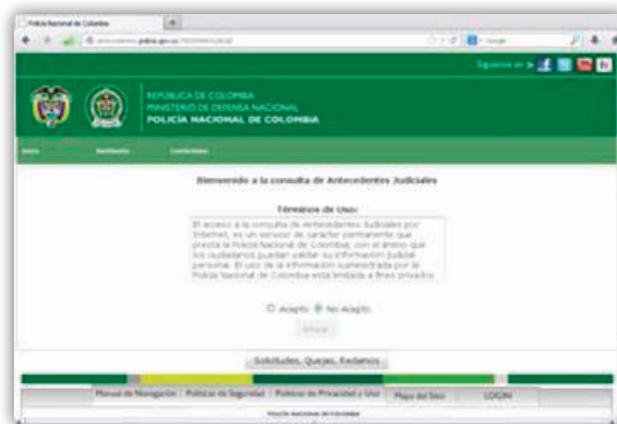 Policía Nacional de Colombia
Síguenos en >
REPÚBLICA DE COLOMBIA
MINISTERIO DE DEFENSA NACIONAL
POLICÍA NACIONAL DE COLOMBIA
Inicio Institución Contáctenos
Bienvenido a la consulta de Antecedentes Judiciales
Términos de Uso:
El acceso a la consulta de Antecedentes Judiciales por
Internet, es un servicio de carácter permanente que
presta la Policía Nacional de Colombia, con el ánimo que
los ciudadanos puedan validar su información judicial
personal. El uso de la información suministrada por la
Policía Nacional de Colombia está limitada a fines privados
Acepto No Acepto
Enviar
Solicitudes, Quejas, Reclamos
Manual de Navegación Políticas de Seguridad Políticas de Privacidad y Uso Mapa del Sitio LOGIN
POLICÍA NACIONAL DE COLOMBIA